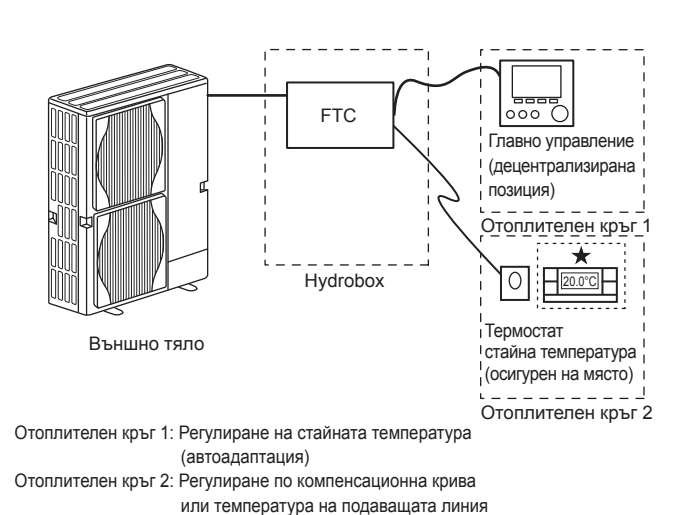 FTC
Главно управление
(децентрализирана
позиция)
Отоплителен кръг 1
Hydrobox
20.0°C
Външно тяло
Термостат
стайна температура
(осигурен на място)
Отоплителен кръг 2
Отоплителен кръг 1: Регулиране на стайната температура
(автоадаптация)
Отоплителен кръг 2: Регулиране по компенсационна крива
или температура на подаващата линия